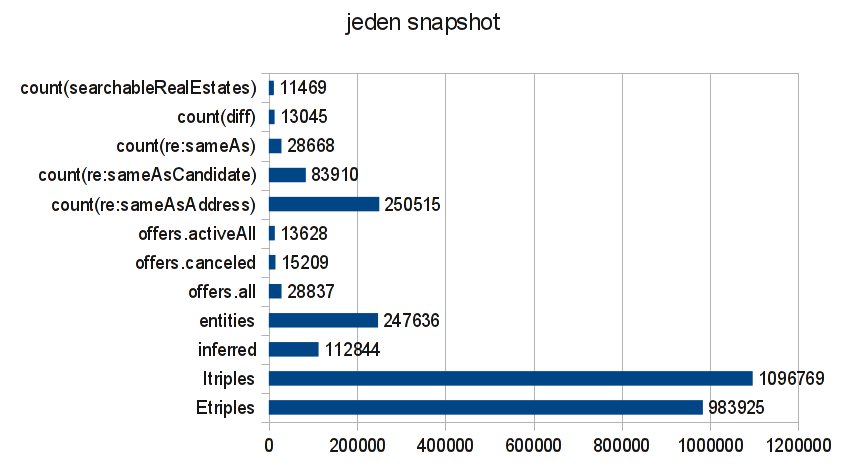 jeden snapshot
count(searchableRealEstates) 11469
count(diff) 13045
count(re:sameAs) 28668
count(re:sameAsCandidate) 83910
count(re:sameAsAddress) 250515
offers.activeAll 13628
offers.canceled 15209
offers.all 28837
entities 247636
inferred 112844
Itriples 1096769
Etriples 983925
0 200000 400000 600000 800000 1000000 1200000